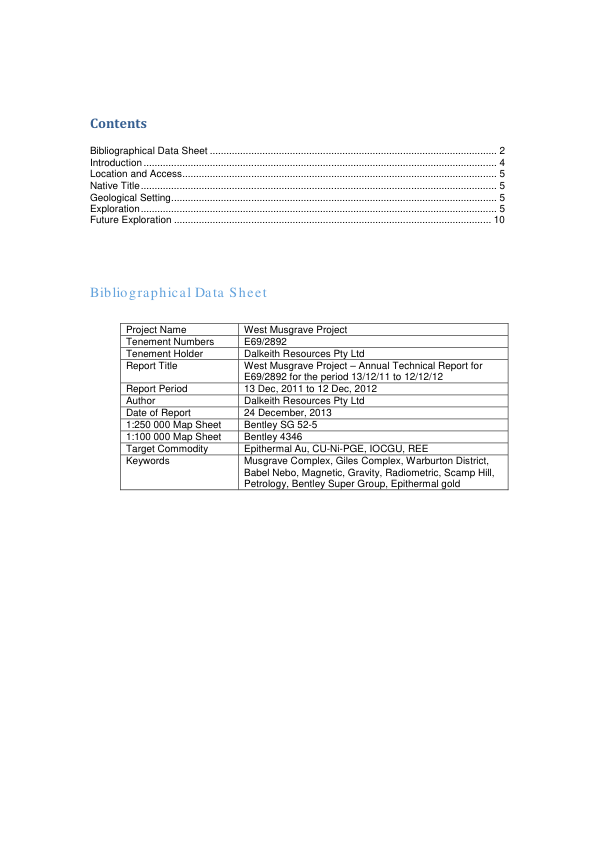 Contents
Bibliographical Data Sheet ........................................................................................................ 2
Introduction ................................................................................................................................ 4
Location and Access.................................................................................................................. 5
Native Title ................................................................................................................................. 5
Geological Setting...................................................................................................................... 5
Exploration ................................................................................................................................. 5
Future Exploration .................................................................................................................... 10
Bibliographical Data Sheet
Project Name West Musgrave Project
Tenement Numbers E69/2892
Tenement Holder Dalkeith Resources Pty Ltd
Report Title West Musgrave Project – Annual Technical Report for
E69/2892 for the period 13/12/11 to 12/12/12
Report Period 13 Dec, 2011 to 12 Dec, 2012
Author Dalkeith Resources Pty Ltd
Date of Report 24 December, 2013
1:250 000 Map Sheet Bentley SG 52-5
1:100 000 Map Sheet Bentley 4346
Target Commodity Epithermal Au, CU-Ni-PGE, IOCGU, REE
Keywords Musgrave Complex, Giles Complex, Warburton District,
Babel Nebo, Magnetic, Gravity, Radiometric, Scamp Hill,
Petrology, Bentley Super Group, Epithermal gold